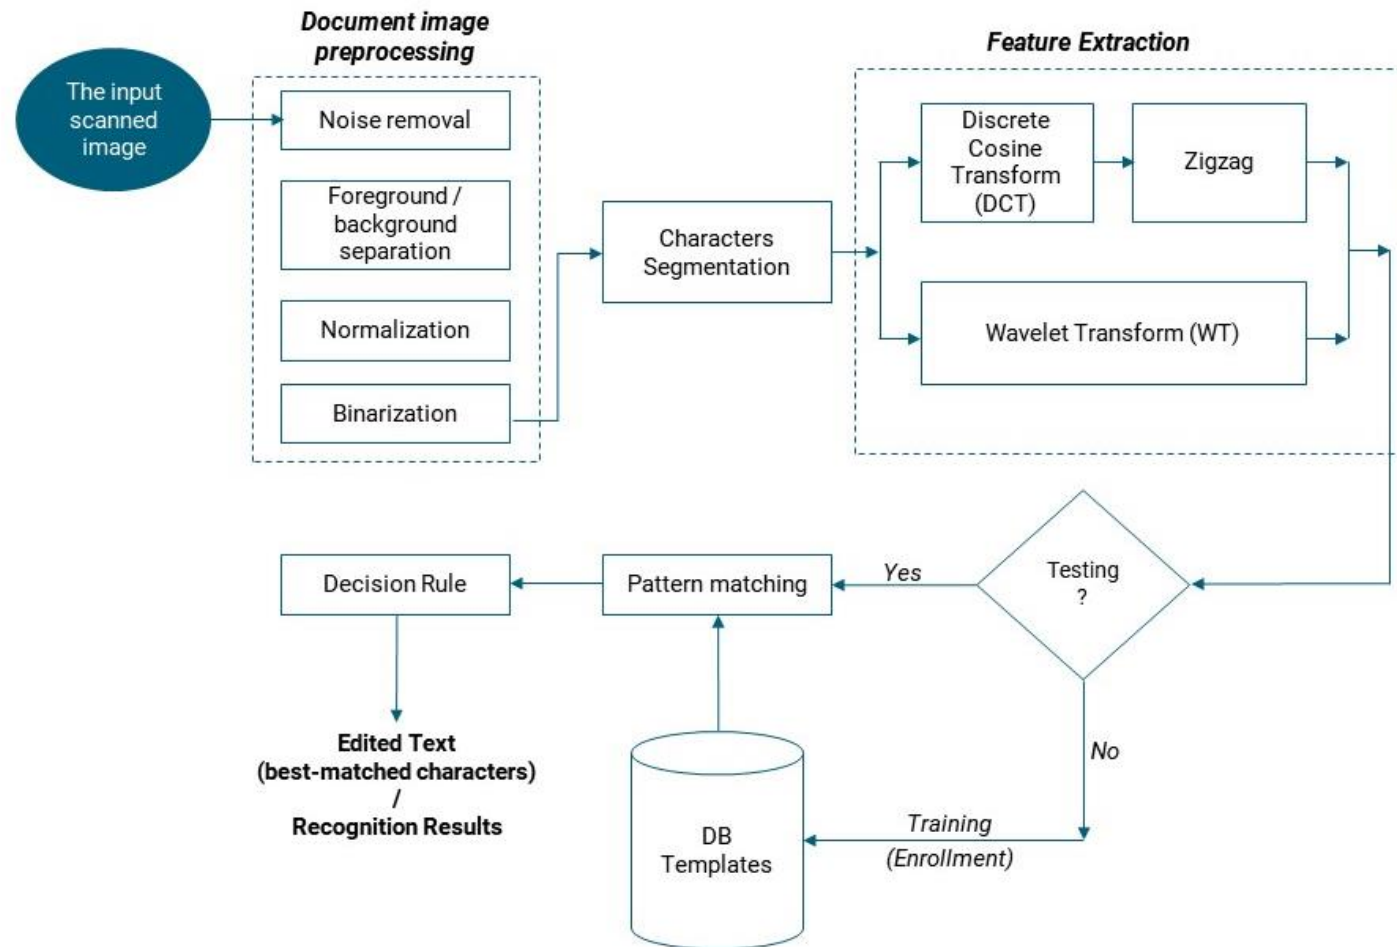 Document image
preprocessing
The input
scanned
image
Noise removal
Foreground /
background
separation
Normalization
Binarization
Characters
Segmentation
Feature Extraction
Discrete
Cosine
Transform
(DCT)
Zigzag
Wavelet Transform (WT)
Testing
?
Yes
Pattern matching
Decision Rule
Edited Text
(best-matched characters)
/
Recognition Results
No
Training
(Enrollment)
DB
Templates